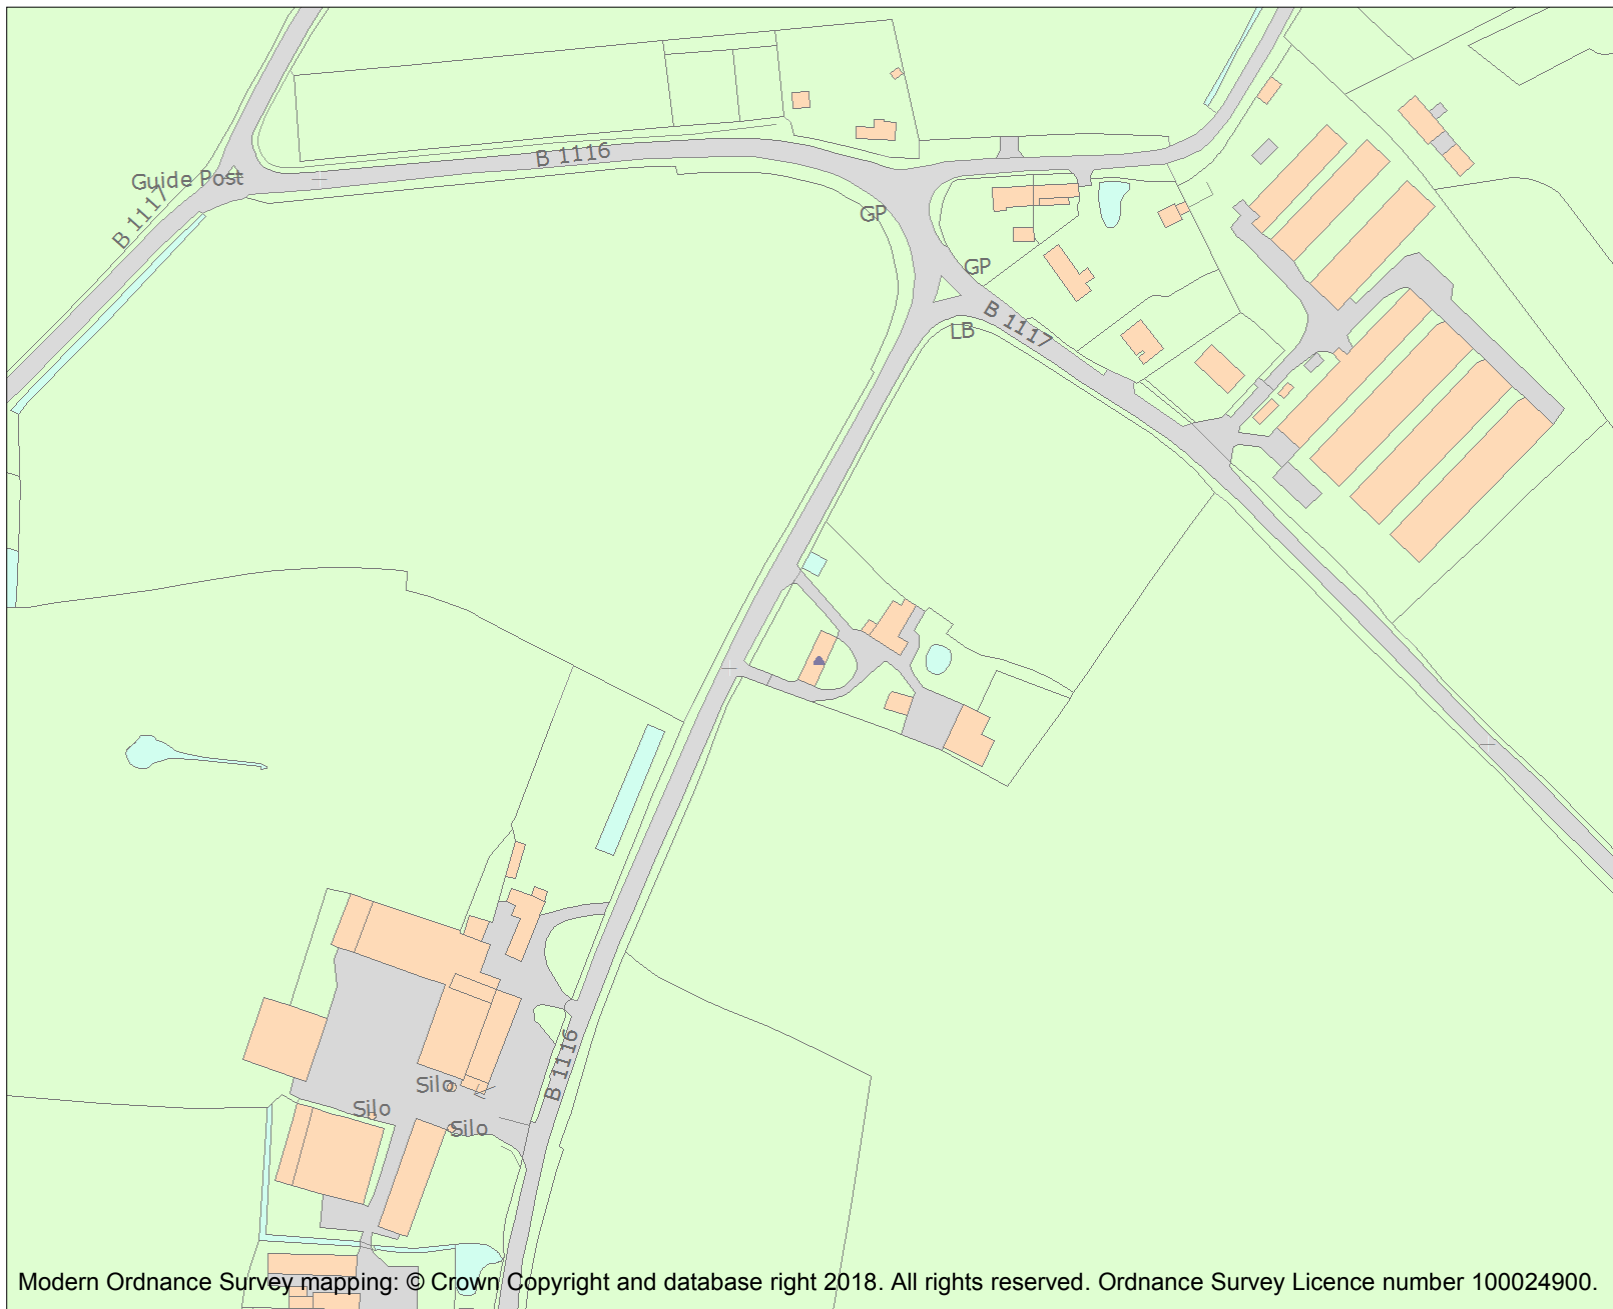 B 1116
Guide Post
B 1117
GP
GP
B 1117
LB
B 1116
Silo
Silo
Silo
Modern Ordnance Survey mapping: © Crown Copyright and database right 2018. All rights reserved. Ordnance Survey Licence number 100024900.